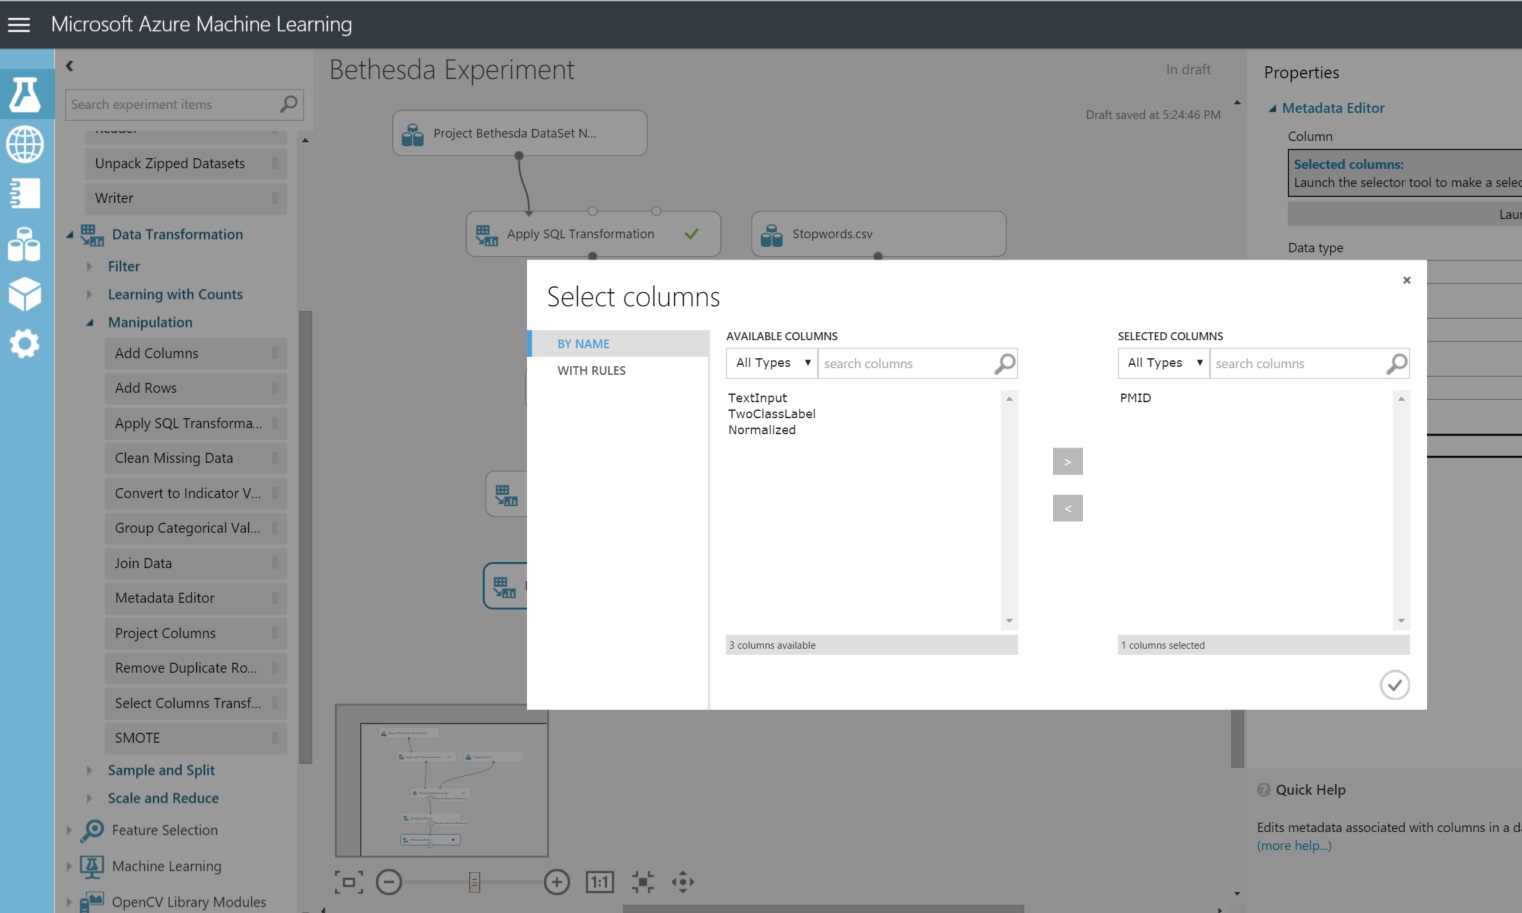 Microsoft Azure Machine Learning
Search experiment items
Reader
Unpack Zipped Datasets
Writer
Data Transformation
Filter
Learning with Counts
Manipulation
Add Columns
Add Rows
Apply SQL Transforma...
Clean Missing Data
Convert to Indicator V...
Group Categorical Val...
Join Data
Metadata Editor
Project Columns
Remove Duplicate Ro...
Select Columns Transf...
SMOTE
Sample and Split
Scale and Reduce
Feature Selection
Machine Learning
OpenCV Library Modules
Bethesda Experiment
In draft
Draft saved at 5:24:46 PM
Project Bethesda DataSet N...
Apply SQL Transformation
Stopwords.csv
Select columns
×
BY NAME
WITH RULES
AVAILABLE COLUMNS
All Types
search columns
TextInput
TwoClassLabel
Normalized
3 columns available
>
<
SELECTED COLUMNS
All Types
search columns
PMID
1 columns selected
1:1
Properties
Metadata Editor
Column
Selected columns:
Launch the selector tool to make a selec
Laun
Data type
? Quick Help
Edits metadata associated with columns in a da
(more help...)